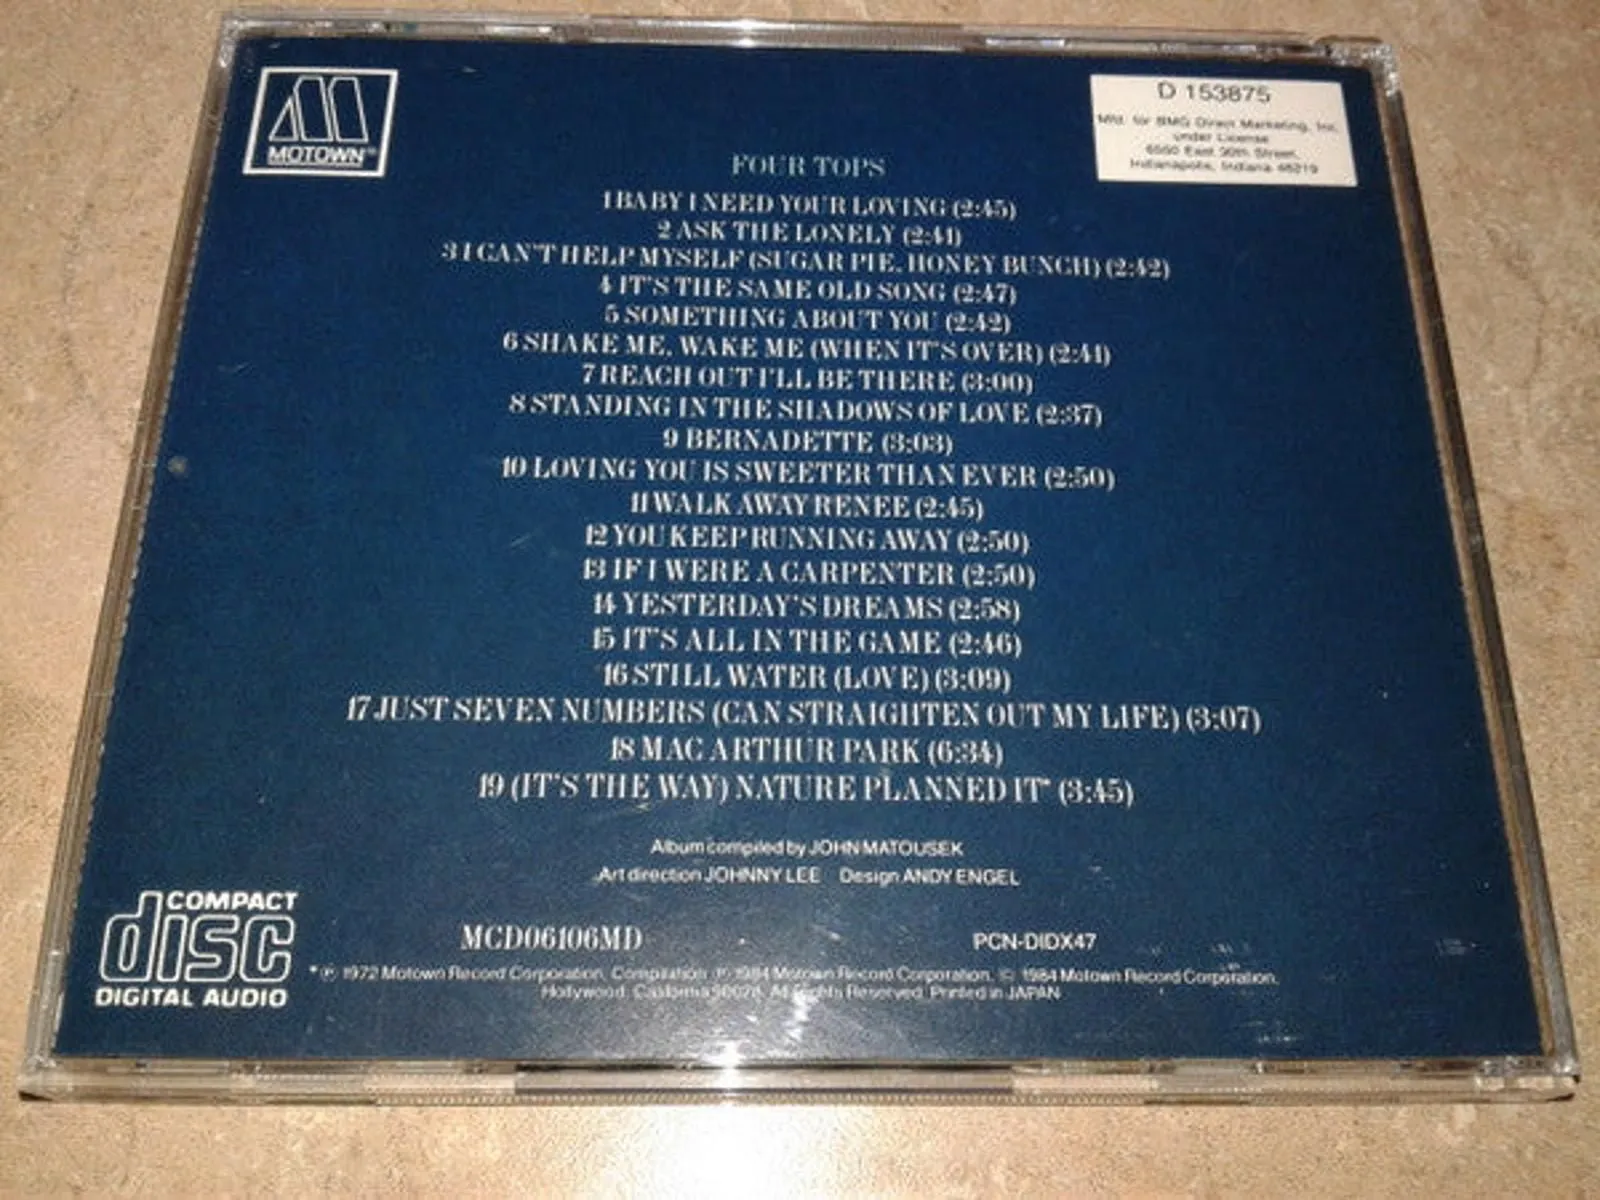 MOTOWN®
D 153875
Mfd. for BMG Direct Marketing, Inc.
under License
6550 East 30th Street,
Indianapolis, Indiana 46219
FOUR TOPS
1 BABY I NEED YOUR LOVING (2:45)
2 ASK THE LONELY (2:41)
3 I CAN'T HELP MYSELF (SUGAR PIE, HONEY BUNCH) (2:42)
4 IT'S THE SAME OLD SONG (2:47)
5 SOMETHING ABOUT YOU (2:42)
6 SHAKE ME, WAKE ME (WHEN IT'S OVER) (2:41)
7 REACH OUT I'LL BE THERE (3:00)
8 STANDING IN THE SHADOWS OF LOVE (2:37)
9 BERNADETTE (3:03)
10 LOVING YOU IS SWEETER THAN EVER (2:50)
11 WALK AWAY RENEE (2:45)
12 YOU KEEP RUNNING AWAY (2:50)
13 IF I WERE A CARPENTER (2:50)
14 YESTERDAY'S DREAMS (2:58)
15 IT'S ALL IN THE GAME (2:46)
16 STILL WATER (LOVE) (3:09)
17 JUST SEVEN NUMBERS (CAN STRAIGHTEN OUT MY LIFE) (3:07)
18 MAC ARTHUR PARK (6:34)
19 (IT'S THE WAY) NATURE PLANNED IT* (3:45)
Album compiled by JOHN MATOUSEK
Art direction JOHNNY LEE Design ANDY ENGEL
COMPACT
disc
DIGITAL AUDIO
MCD06106MD
PCN-DIDX47
*℗ 1972 Motown Record Corporation. Compilation ℗ 1984 Motown Record Corporation. © 1984 Motown Record Corporation.
Hollywood, California 90028. All Rights Reserved. Printed in JAPAN